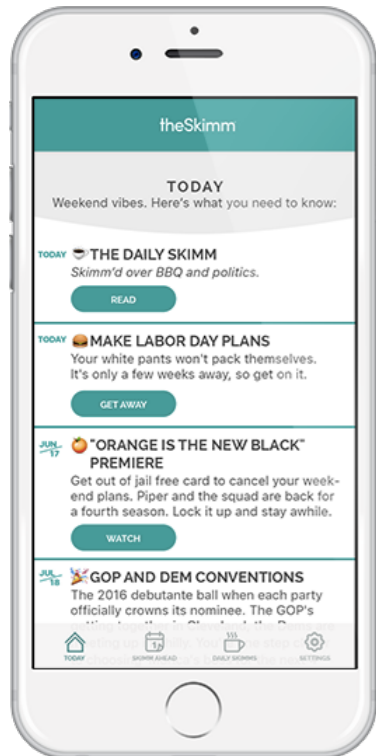 theSkimm
TODAY
Weekend vibes. Here's what you need to know:
TODAY
THE DAILY SKIMM
Skimm'd over BBQ and politics.
READ
TODAY
MAKE LABOR DAY PLANS
Your white pants won't pack themselves.
It's only a few weeks away, so get on it.
GET AWAY
JUN
17
"ORANGE IS THE NEW BLACK"
PREMIERE
Get out of jail free card to cancel your week-
end plans. Piper and the squad are back for
a fourth season. Lock it up and stay awhile.
WATCH
JUL
18
GOP AND DEM CONVENTIONS
The 2016 debutante ball when each party
officially crowns its nominee. The GOP's
TODAY
SKIMM AHEAD
DAILY SKIMMS
SETTINGS